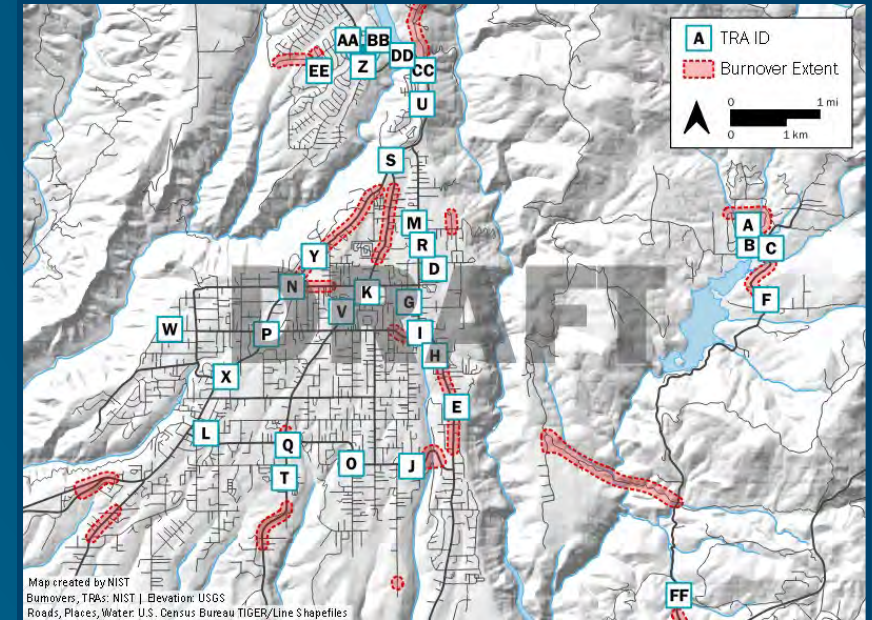 A TRA ID
Burnover Extent
0 1 mi
0 1 km
AA BB
DD
EE Z CC
U
S
M
A
R B C
Y D
N K G F
V
W P I
H
X
E
L Q
O J
T
DRAFT
FF
Map created by NIST
Burnovers, TRAs: NIST | Elevation: USGS
Roads, Places, Water: U.S. Census Bureau TIGER/Line Shapefiles